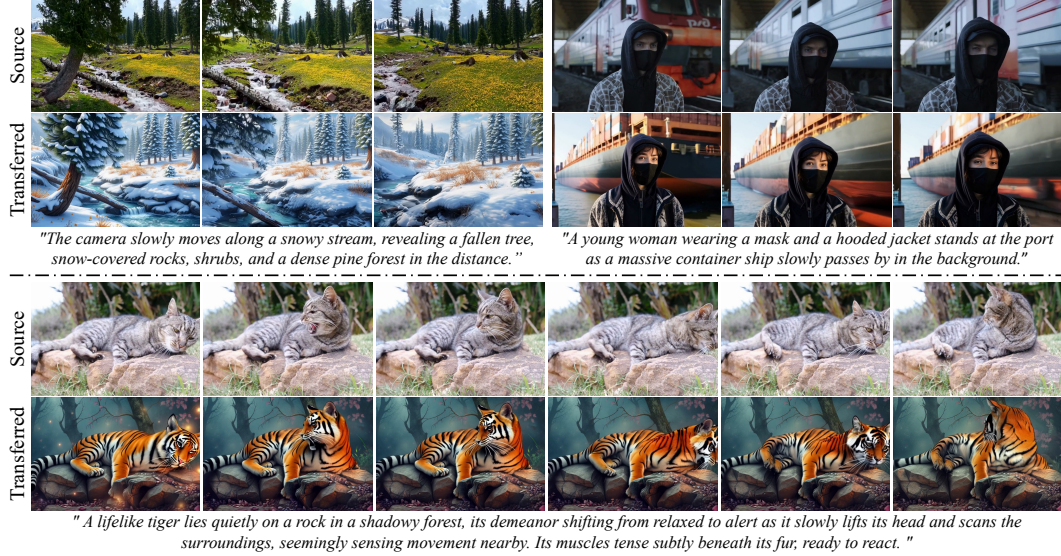 Source
Transferred
"The camera slowly moves along a snowy stream, revealing a fallen tree,
snow-covered rocks, shrubs, and a dense pine forest in the distance.”
"A young woman wearing a mask and a hooded jacket stands at the port
as a massive container ship slowly passes by in the background."
Source
Transferred
" A lifelike tiger lies quietly on a rock in a shadowy forest, its demeanor shifting from relaxed to alert as it slowly lifts its head and scans the
surroundings, seemingly sensing movement nearby. Its muscles tense subtly beneath its fur, ready to react. "